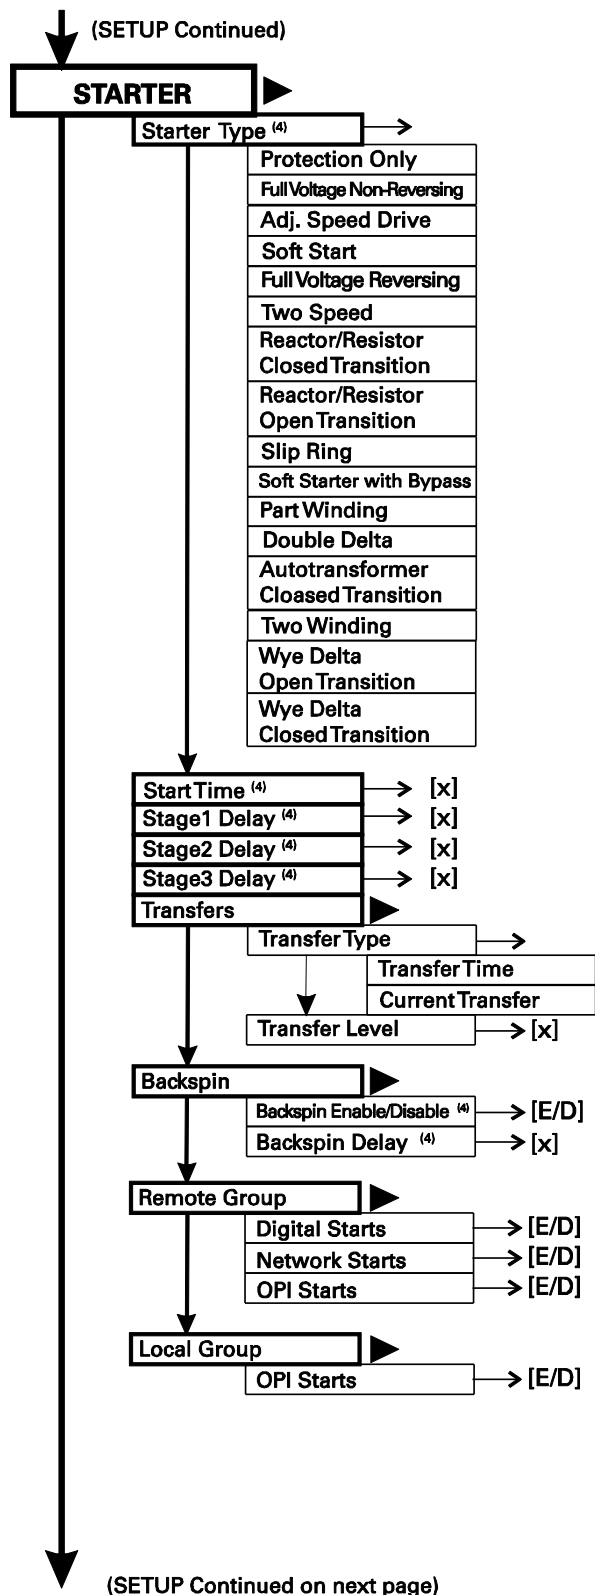 (SETUP Continued)
STARTER
Starter Type (4)
Protection Only
Full Voltage Non-Reversing
Adj. Speed Drive
Soft Start
Full Voltage Reversing
Two Speed
Reactor/Resistor
Closed Transition
Reactor/Resistor
Open Transition
Slip Ring
Soft Starter with Bypass
Part Winding
Double Delta
Autotransformer
Cloased Transition
Two Winding
Wye Delta
Open Transition
Wye Delta
Closed Transition
Start Time (4) [x]
Stage1 Delay (4) [x]
Stage2 Delay (4) [x]
Stage3 Delay (4) [x]
Transfers
Transfer Type
Transfer Time
Current Transfer
Transfer Level [x]
Backspin
Backspin Enable/Disable (4) [E/D]
Backspin Delay (4) [x]
Remote Group
Digital Starts [E/D]
Network Starts [E/D]
OPI Starts [E/D]
Local Group
OPI Starts [E/D]
(SETUP Continued on next page)